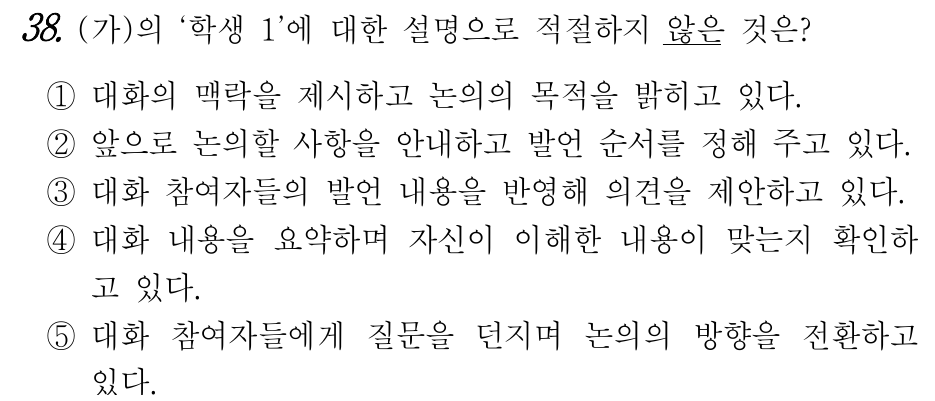 38. (가)의 ‘학생 1’에 대한 설명으로 적절하지 않은 것은?
① 대화의 맥락을 제시하고 논의의 목적을 밝히고 있다.
② 앞으로 논의할 사항을 안내하고 발언 순서를 정해 주고 있다.
③ 대화 참여자들의 발언 내용을 반영해 의견을 제안하고 있다.
④ 대화 내용을 요약하며 자신이 이해한 내용이 맞는지 확인하
고 있다.
⑤ 대화 참여자들에게 질문을 던지며 논의의 방향을 전환하고
있다.